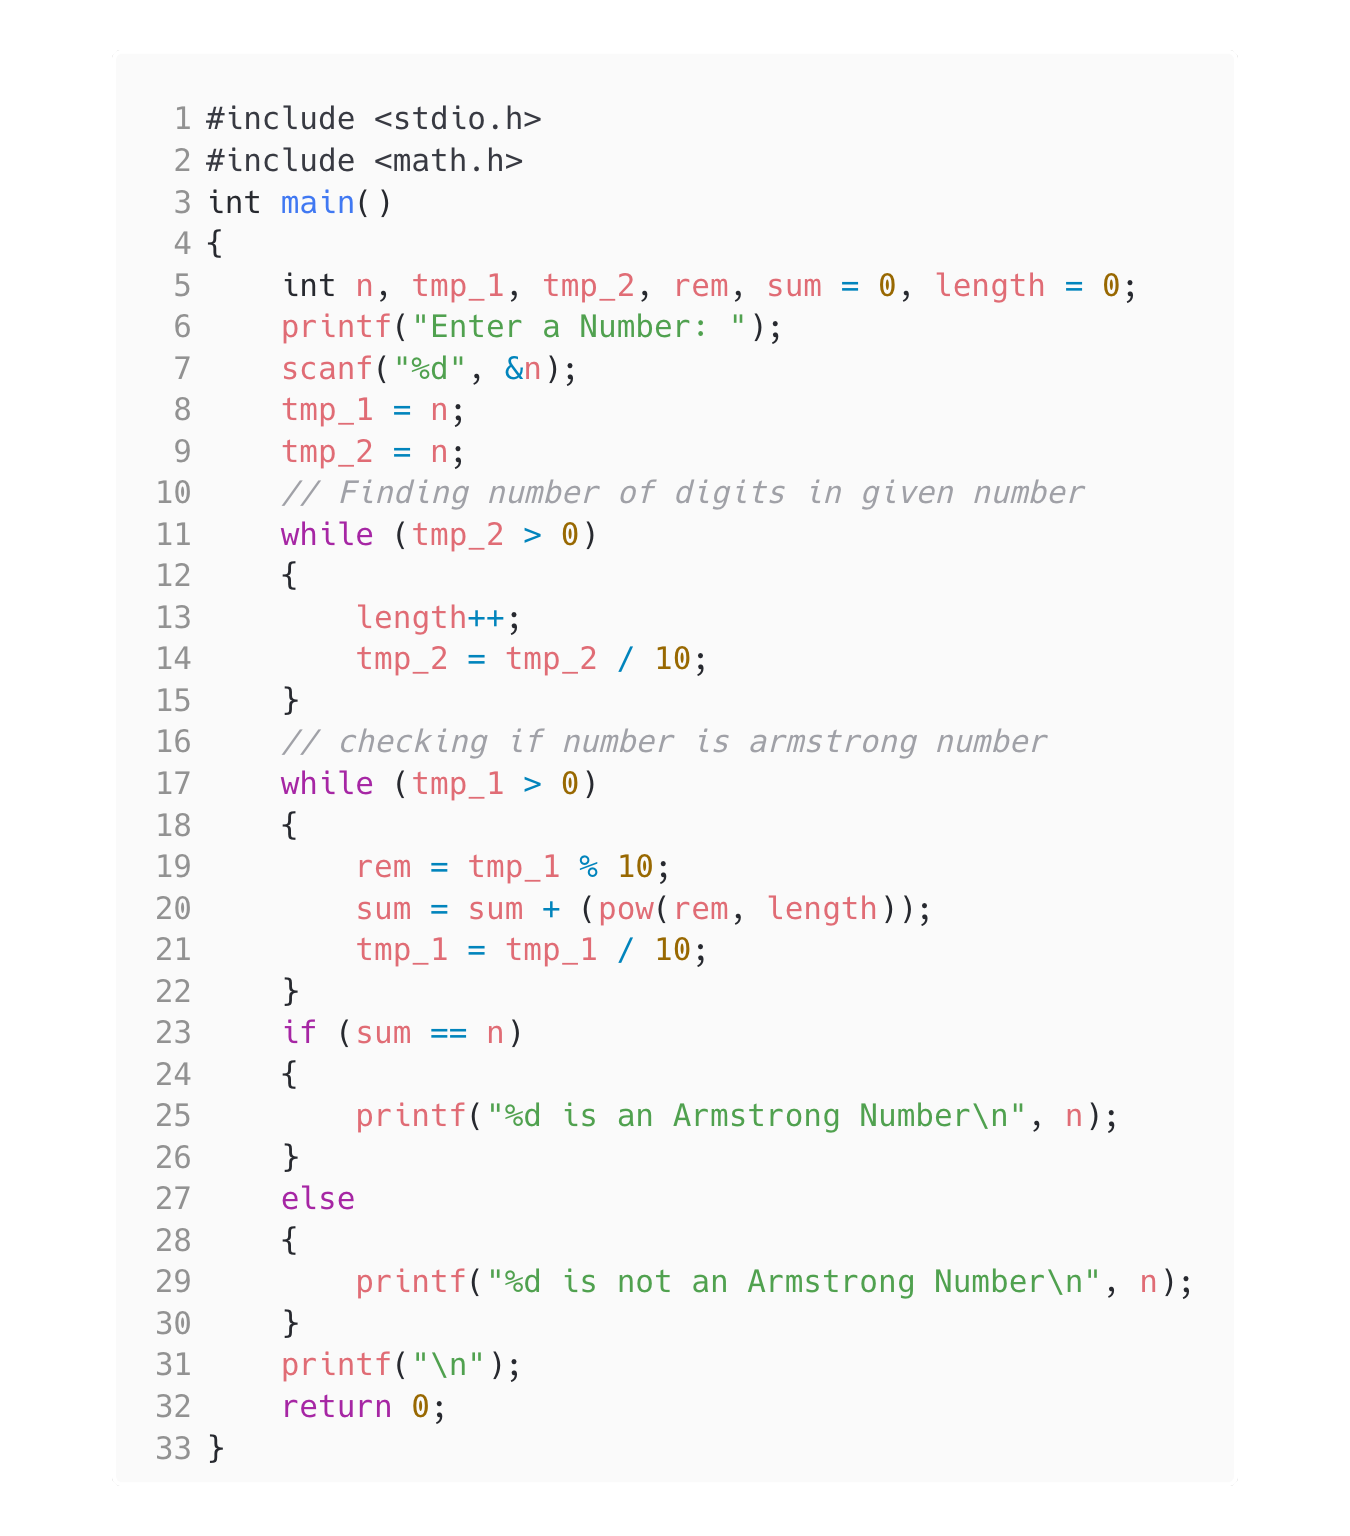 1 #include <stdio.h>
2 #include <math.h>
3 int main()
4 {
5     int n, tmp_1, tmp_2, rem, sum = 0, length = 0;
6     printf("Enter a Number: ");
7     scanf("%d", &n);
8     tmp_1 = n;
9     tmp_2 = n;
10     // Finding number of digits in given number
11     while (tmp_2 > 0)
12     {
13         length++;
14         tmp_2 = tmp_2 / 10;
15     }
16     // checking if number is armstrong number
17     while (tmp_1 > 0)
18     {
19         rem = tmp_1 % 10;
20         sum = sum + (pow(rem, length));
21         tmp_1 = tmp_1 / 10;
22     }
23     if (sum == n)
24     {
25         printf("%d is an Armstrong Number\n", n);
26     }
27     else
28     {
29         printf("%d is not an Armstrong Number\n", n);
30     }
31     printf("\n");
32     return 0;
33 }